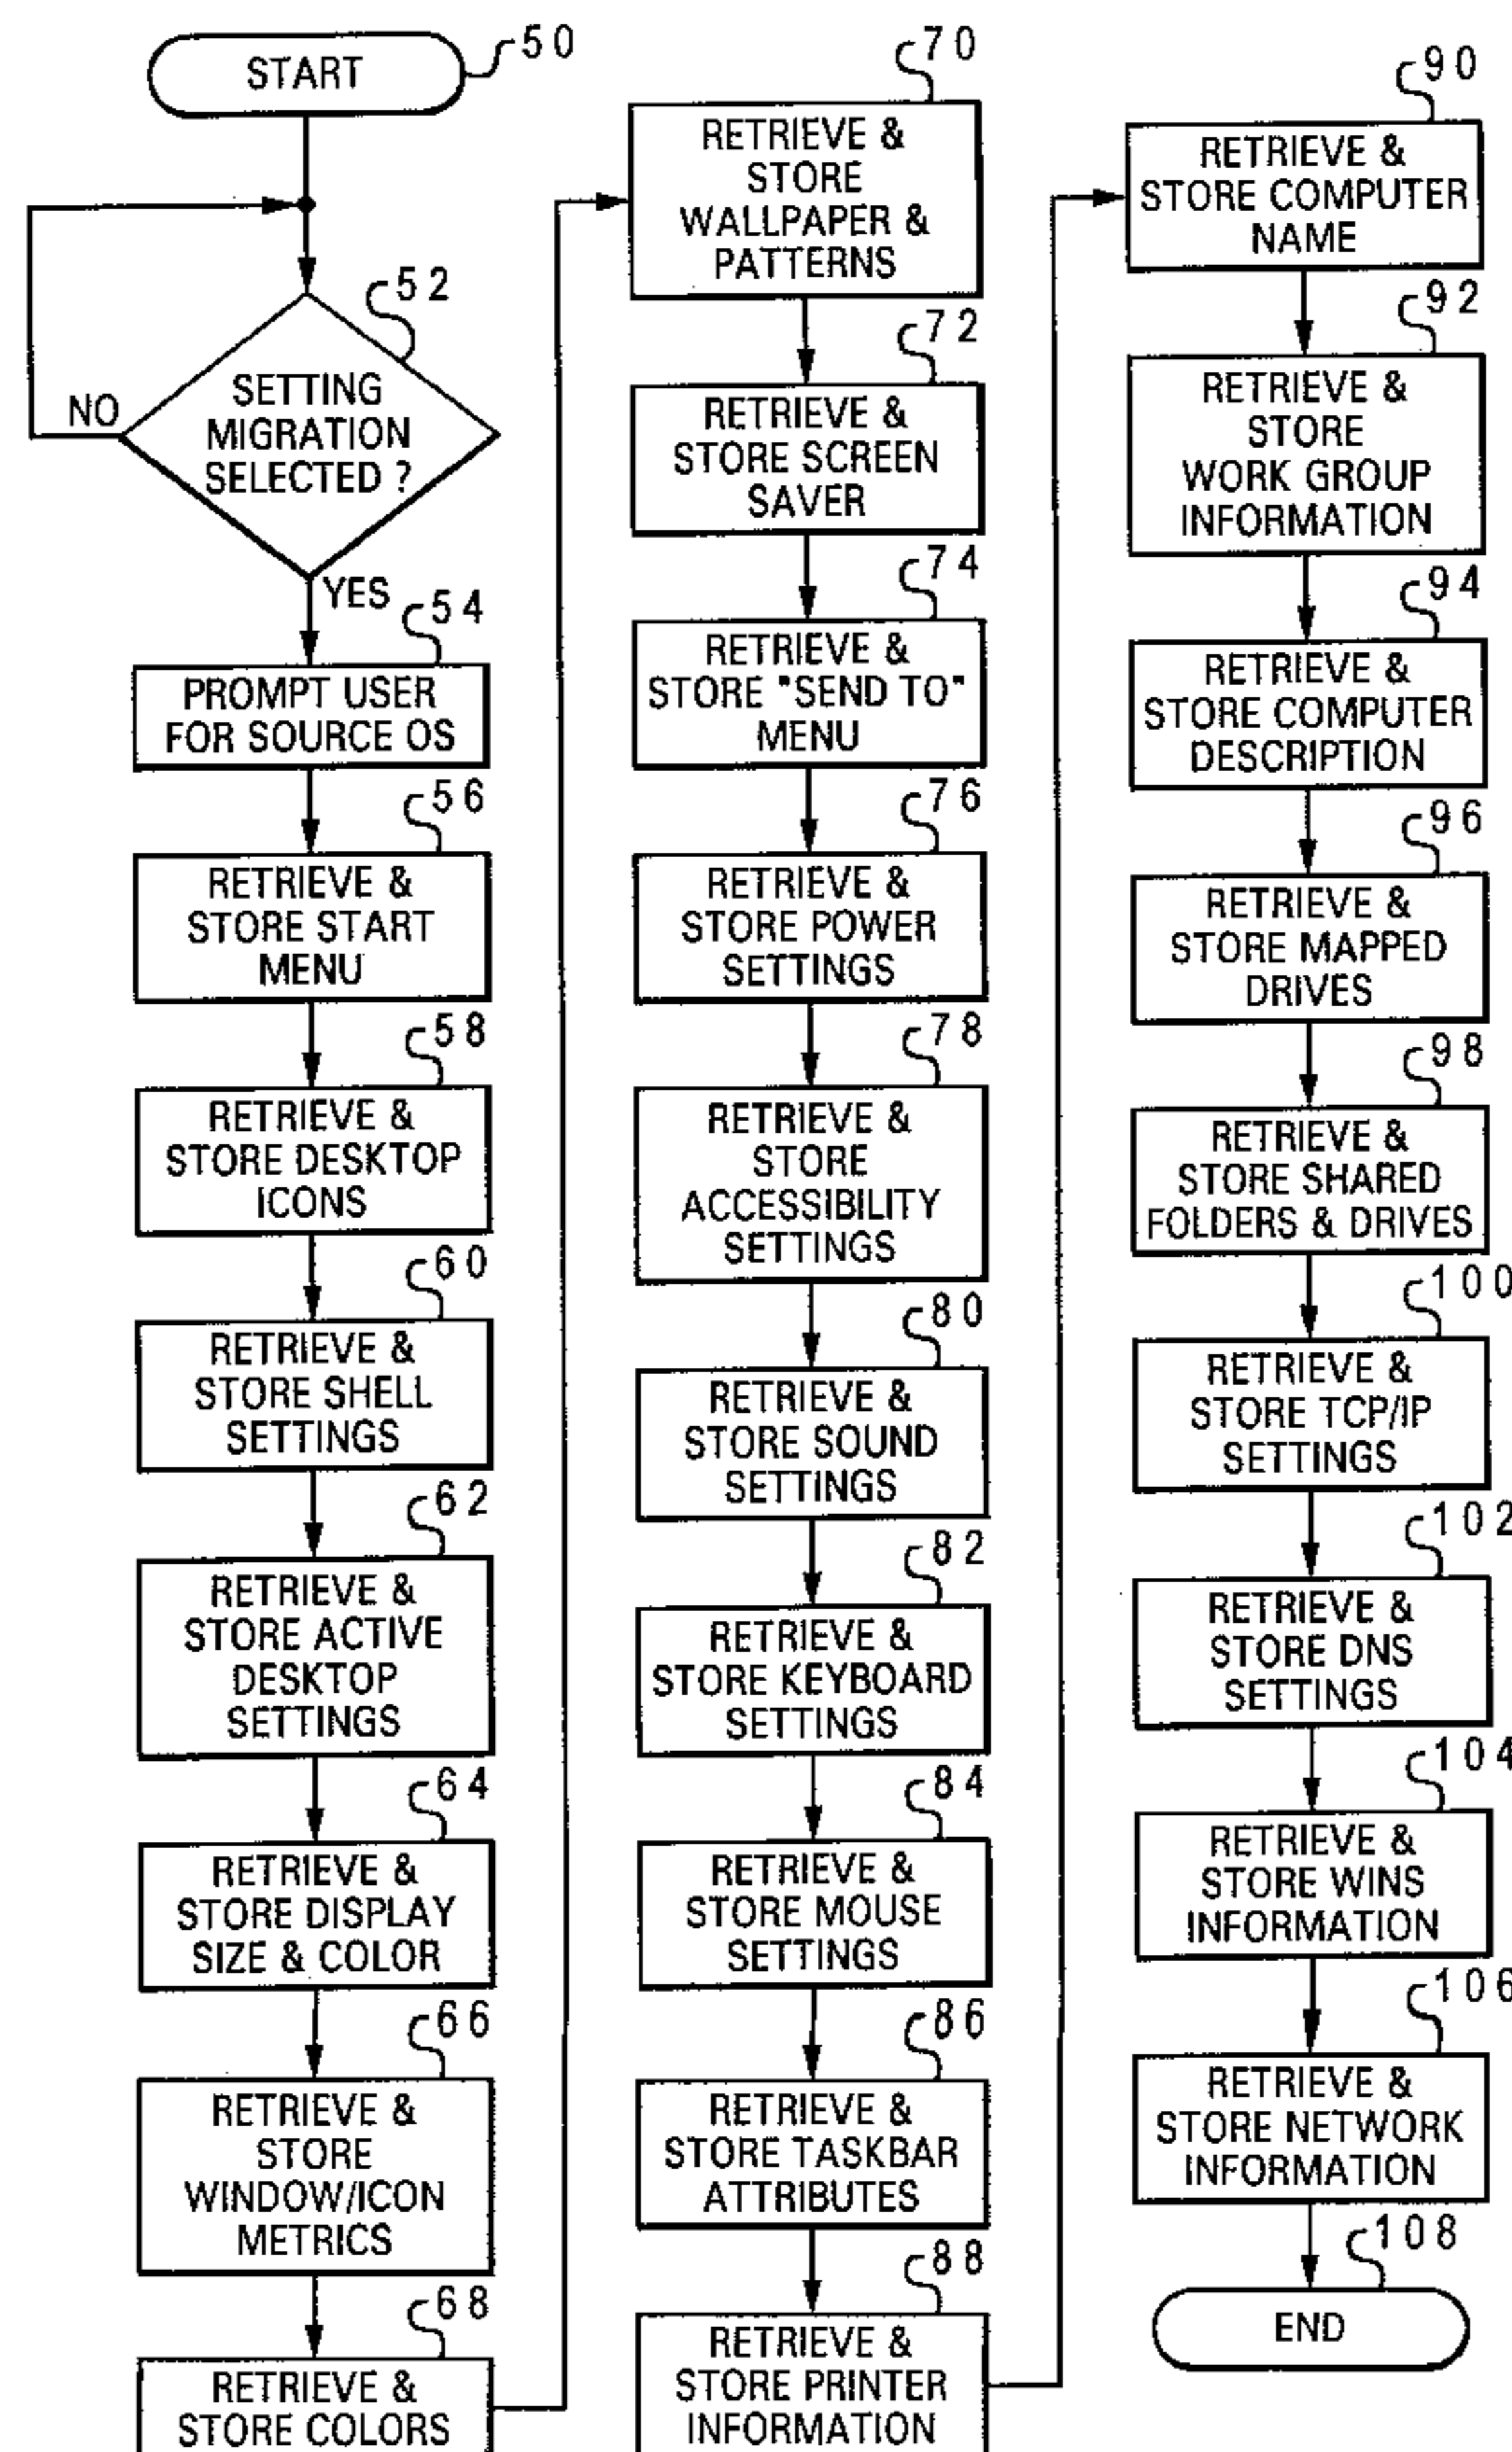 START
50
52
SETTING
MIGRATION
SELECTED ?
NO
YES
54
PROMPT USER
FOR SOURCE OS
56
RETRIEVE &
STORE START
MENU
58
RETRIEVE &
STORE DESKTOP
ICONS
60
RETRIEVE &
STORE SHELL
SETTINGS
62
RETRIEVE &
STORE ACTIVE
DESKTOP
SETTINGS
64
RETRIEVE &
STORE DISPLAY
SIZE & COLOR
66
RETRIEVE &
STORE
WINDOW/ICON
METRICS
68
RETRIEVE &
STORE COLORS
70
RETRIEVE &
STORE
WALLPAPER &
PATTERNS
72
RETRIEVE &
STORE SCREEN
SAVER
74
RETRIEVE &
STORE "SEND TO"
MENU
76
RETRIEVE &
STORE POWER
SETTINGS
78
RETRIEVE &
STORE
ACCESSIBILITY
SETTINGS
80
RETRIEVE &
STORE SOUND
SETTINGS
82
RETRIEVE &
STORE KEYBOARD
SETTINGS
84
RETRIEVE &
STORE MOUSE
SETTINGS
86
RETRIEVE &
STORE TASKBAR
ATTRIBUTES
88
RETRIEVE &
STORE PRINTER
INFORMATION
90
RETRIEVE &
STORE COMPUTER
NAME
92
RETRIEVE &
STORE
WORK GROUP
INFORMATION
94
RETRIEVE &
STORE COMPUTER
DESCRIPTION
96
RETRIEVE &
STORE MAPPED
DRIVES
98
RETRIEVE &
STORE SHARED
FOLDERS & DRIVES
100
RETRIEVE &
STORE TCP/IP
SETTINGS
102
RETRIEVE &
STORE DNS
SETTINGS
104
RETRIEVE &
STORE WINS
INFORMATION
106
RETRIEVE &
STORE NETWORK
INFORMATION
108
END